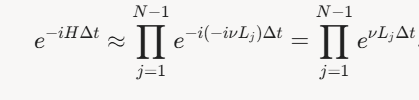 $e^{-iH\Delta t} \approx \prod_{j=1}^{N-1} e^{-i(-i\nu L_j)\Delta t} = \prod_{j=1}^{N-1} e^{\nu L_j \Delta t}.$